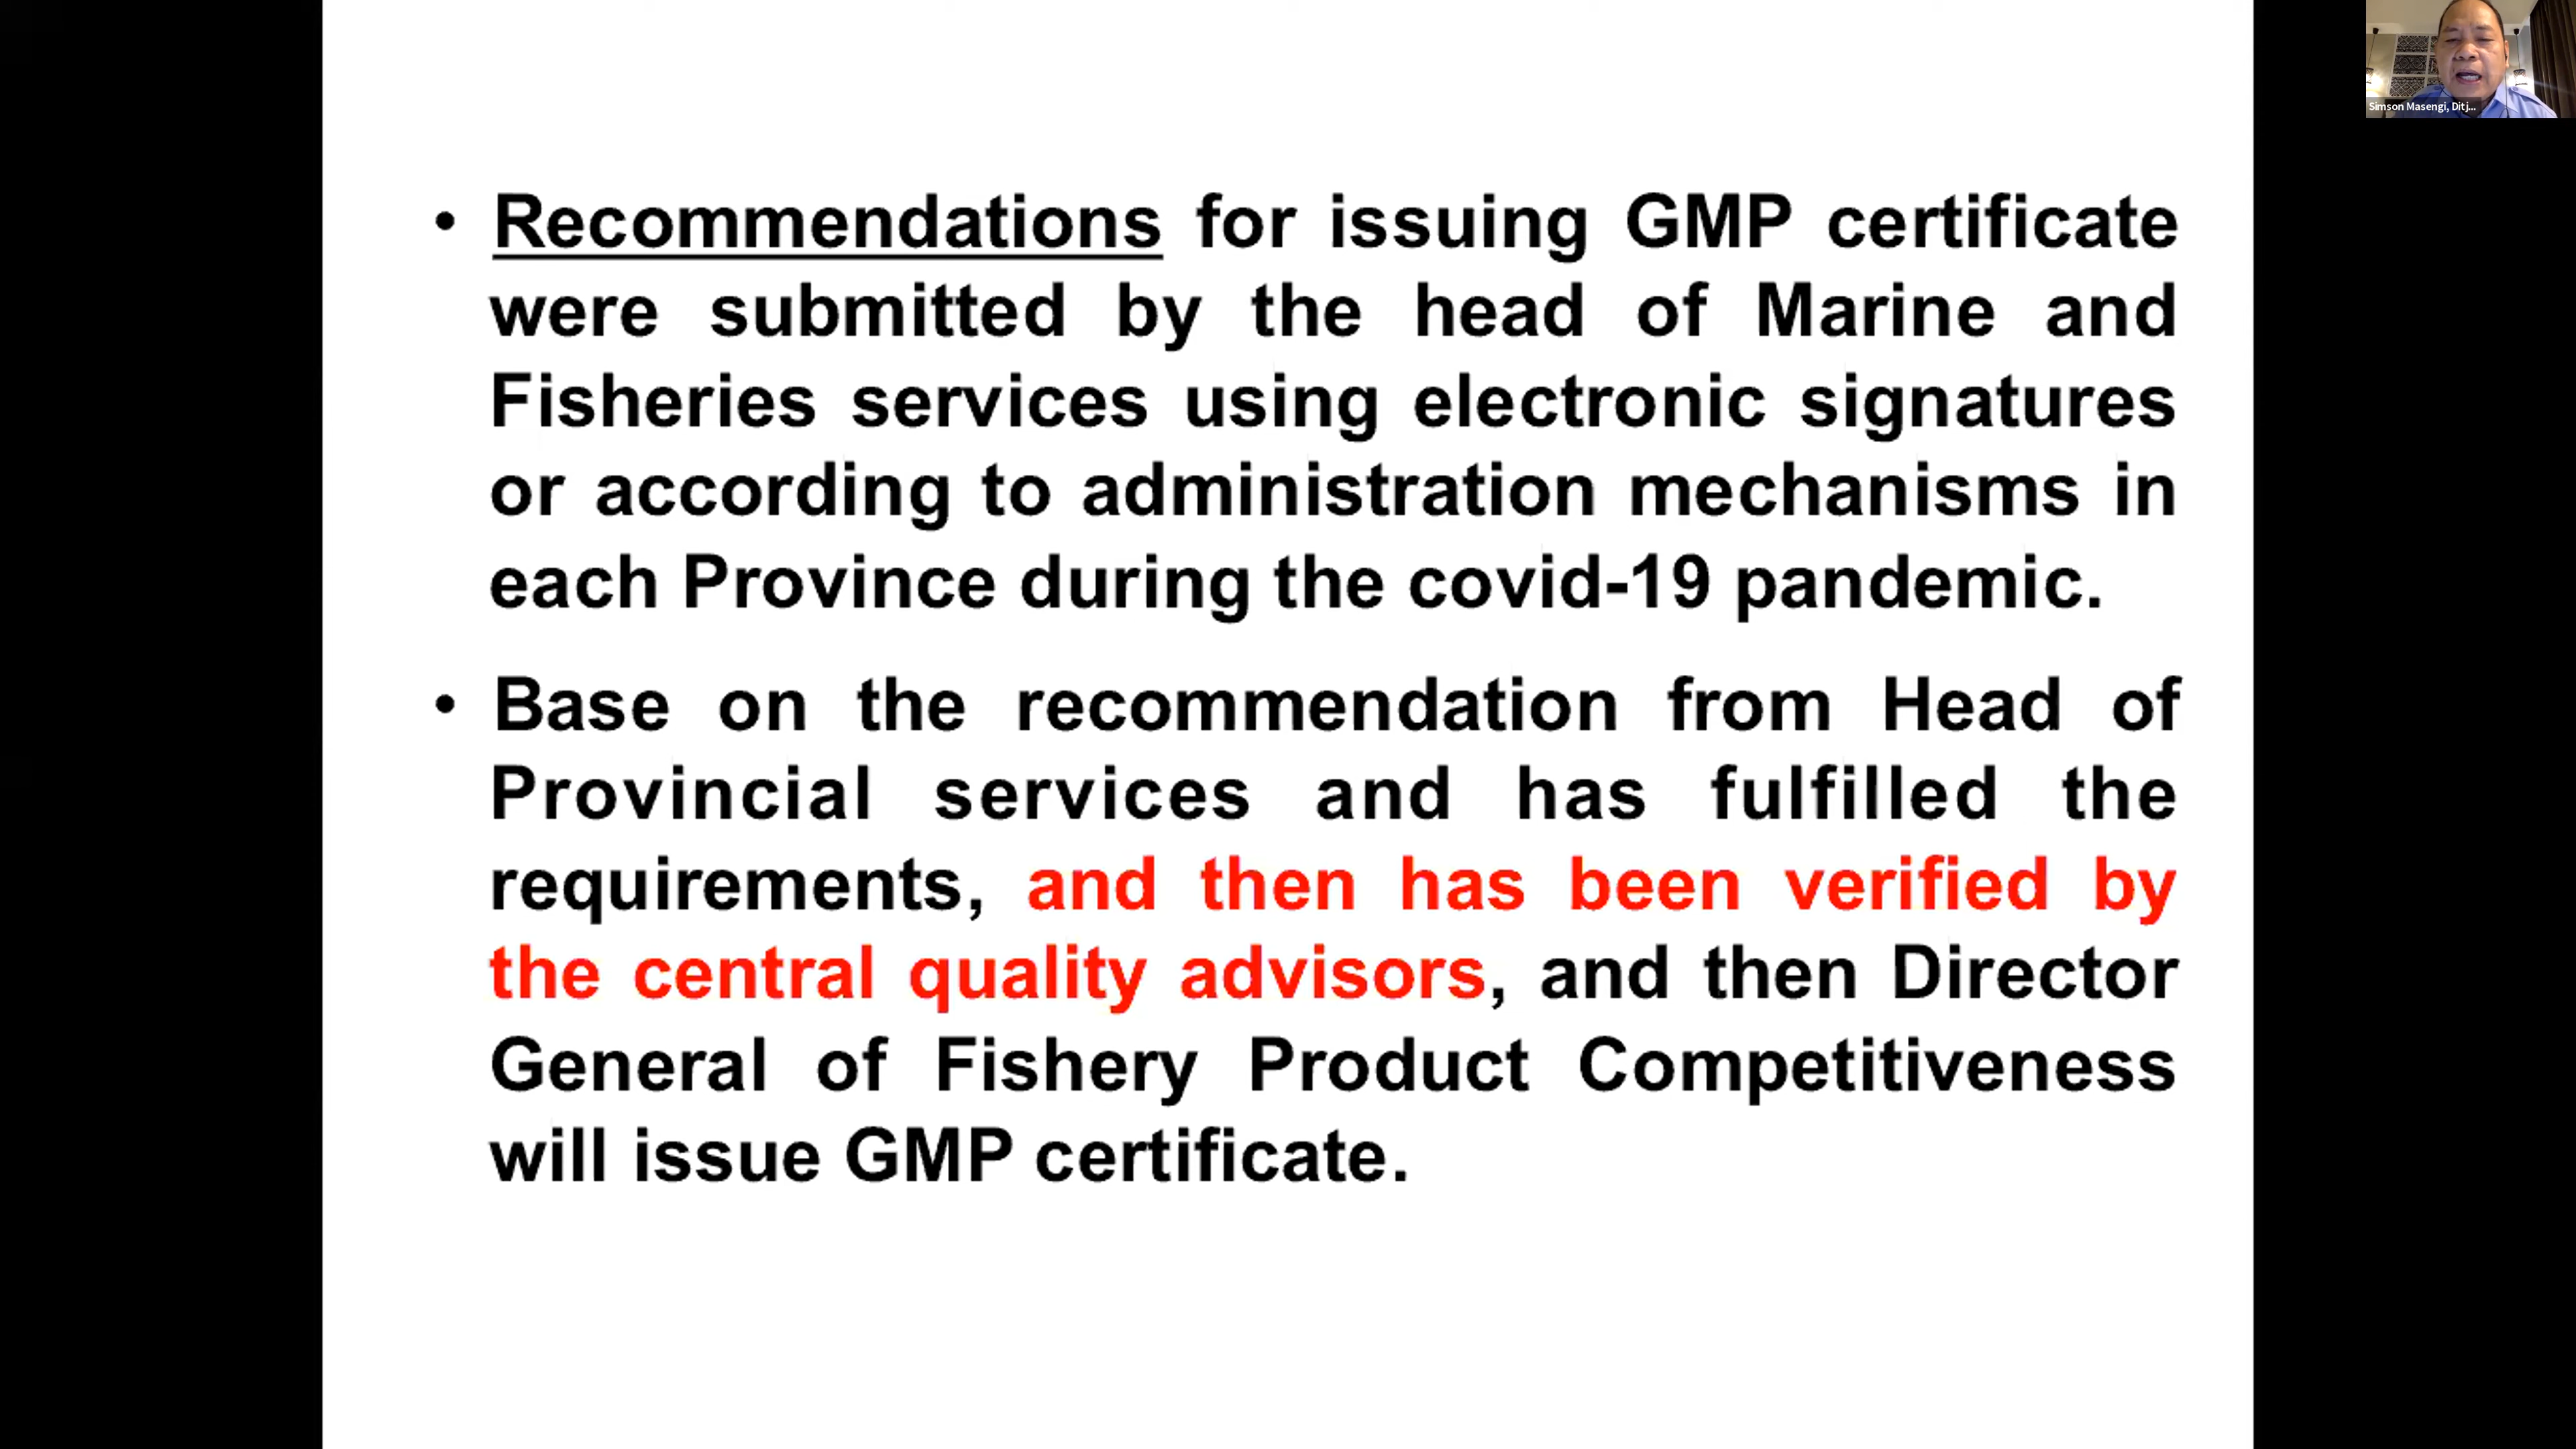 Simson Masengi, Ditj...
• Recommendations for issuing GMP certificate
were submitted by the head of Marine and
Fisheries services using electronic signatures
or according to administration mechanisms in
each Province during the covid-19 pandemic.
• Base on the recommendation from Head of
Provincial services and has fulfilled the
requirements, and then has been verified by
the central quality advisors, and then Director
General of Fishery Product Competitiveness
will issue GMP certificate.